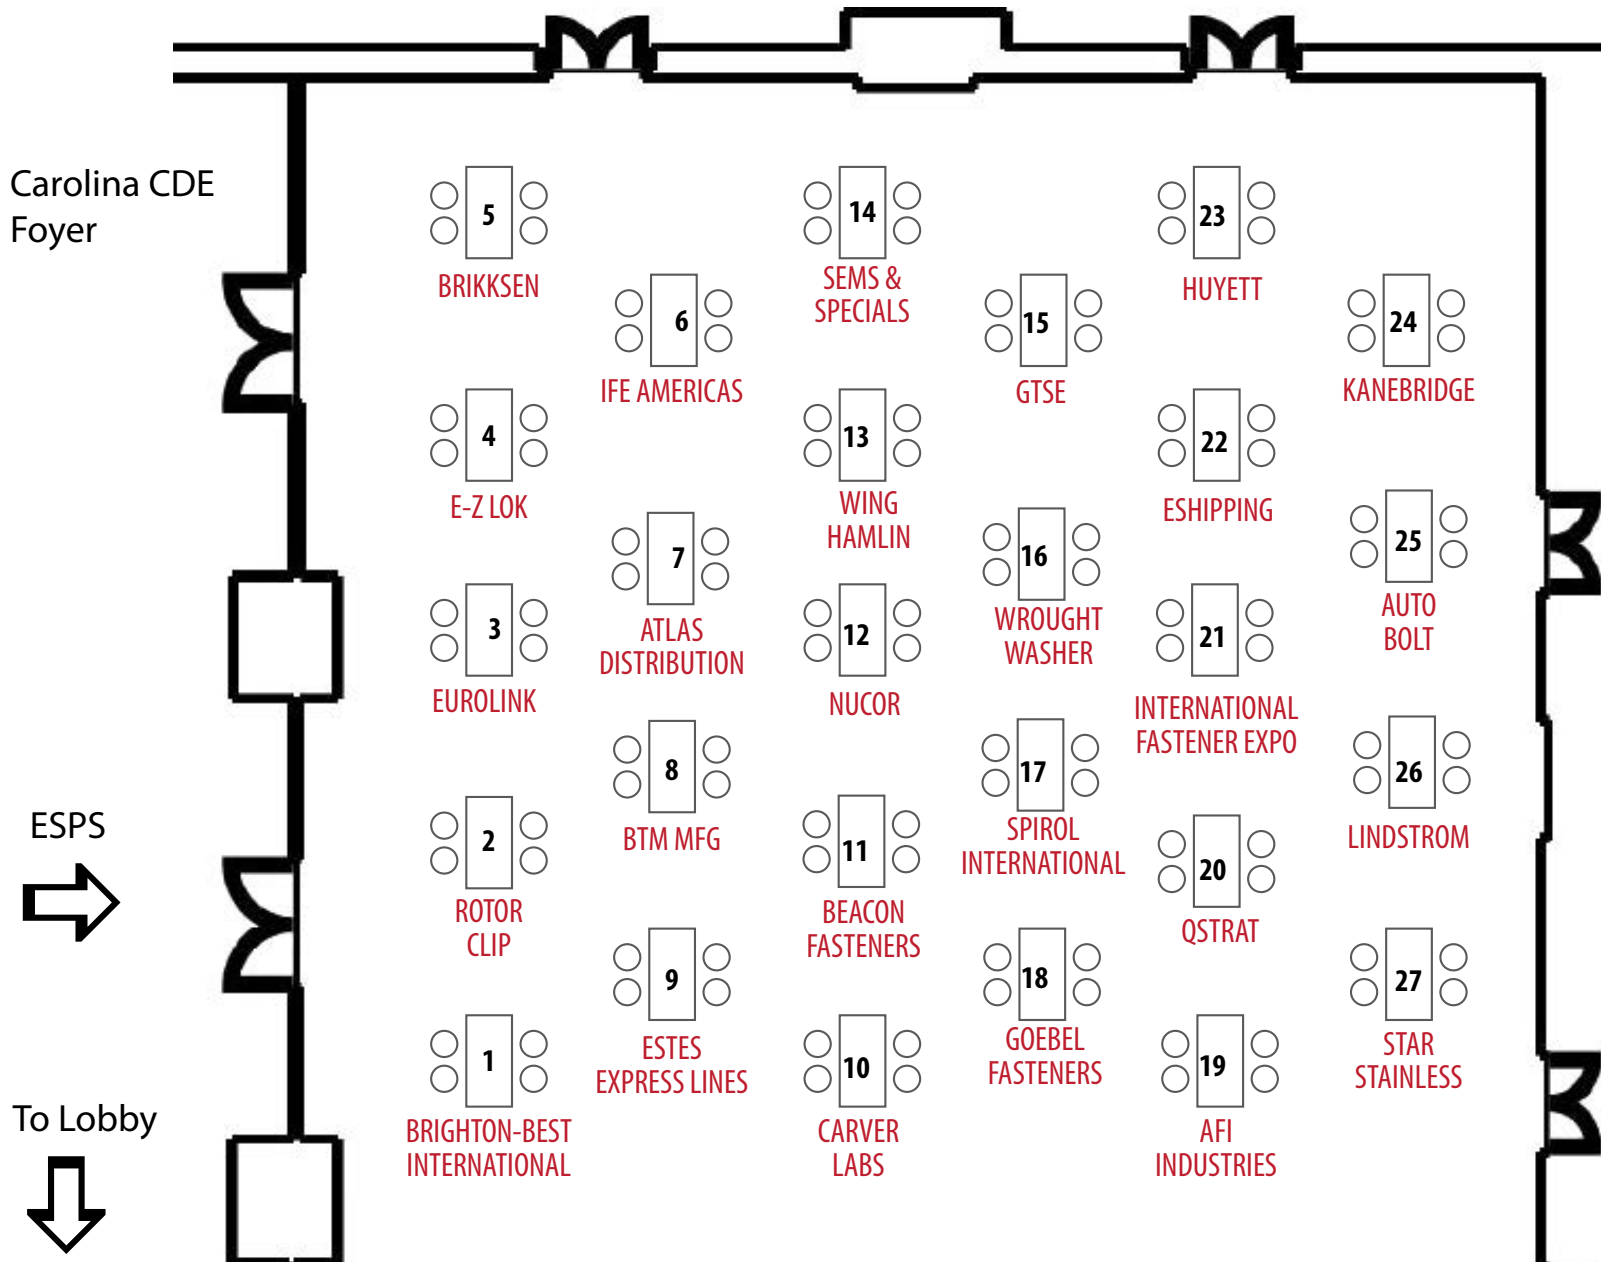 Carolina CDE
Foyer
5
BRIKKSEN
14
SEMS &
SPECIALS
23
HUYETT
6
IFE AMERICAS
15
GTSE
24
KANEBRIDGE
4
E-Z LOK
13
WING
HAMLIN
22
ESHIPPING
7
ATLAS
DISTRIBUTION
16
WROUGHT
WASHER
25
AUTO
BOLT
3
EUROLINK
12
NUCOR
21
INTERNATIONAL
FASTENER EXPO
8
BTM MFG
17
SPIROL
INTERNATIONAL
26
LINDSTROM
ESPS
2
ROTOR
CLIP
11
BEACON
FASTENERS
20
QSTRAT
9
ESTES
EXPRESS LINES
18
GOEBEL
FASTENERS
27
STAR
STAINLESS
To Lobby
1
BRIGHTON-BEST
INTERNATIONAL
10
CARVER
LABS
19
AFI
INDUSTRIES